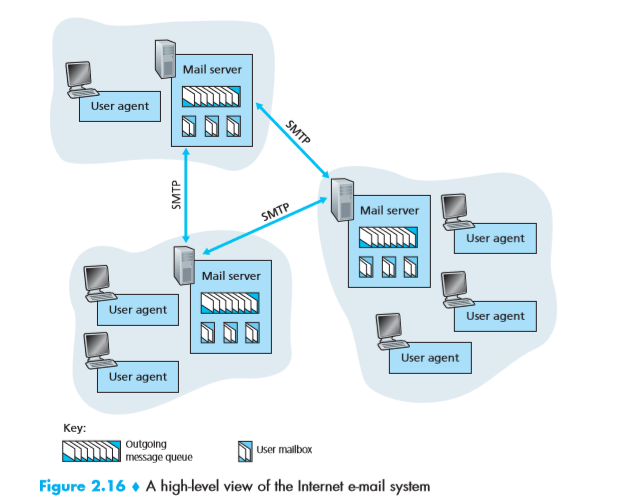 Mail server
User agent
SMTP
SMTP
SMTP
Mail server
User agent
Mail server
User agent
User agent
User agent
User agent
User agent
Key:
Outgoing
message queue
User mailbox
Figure 2.16 ♦ A high-level view of the Internet e-mail system